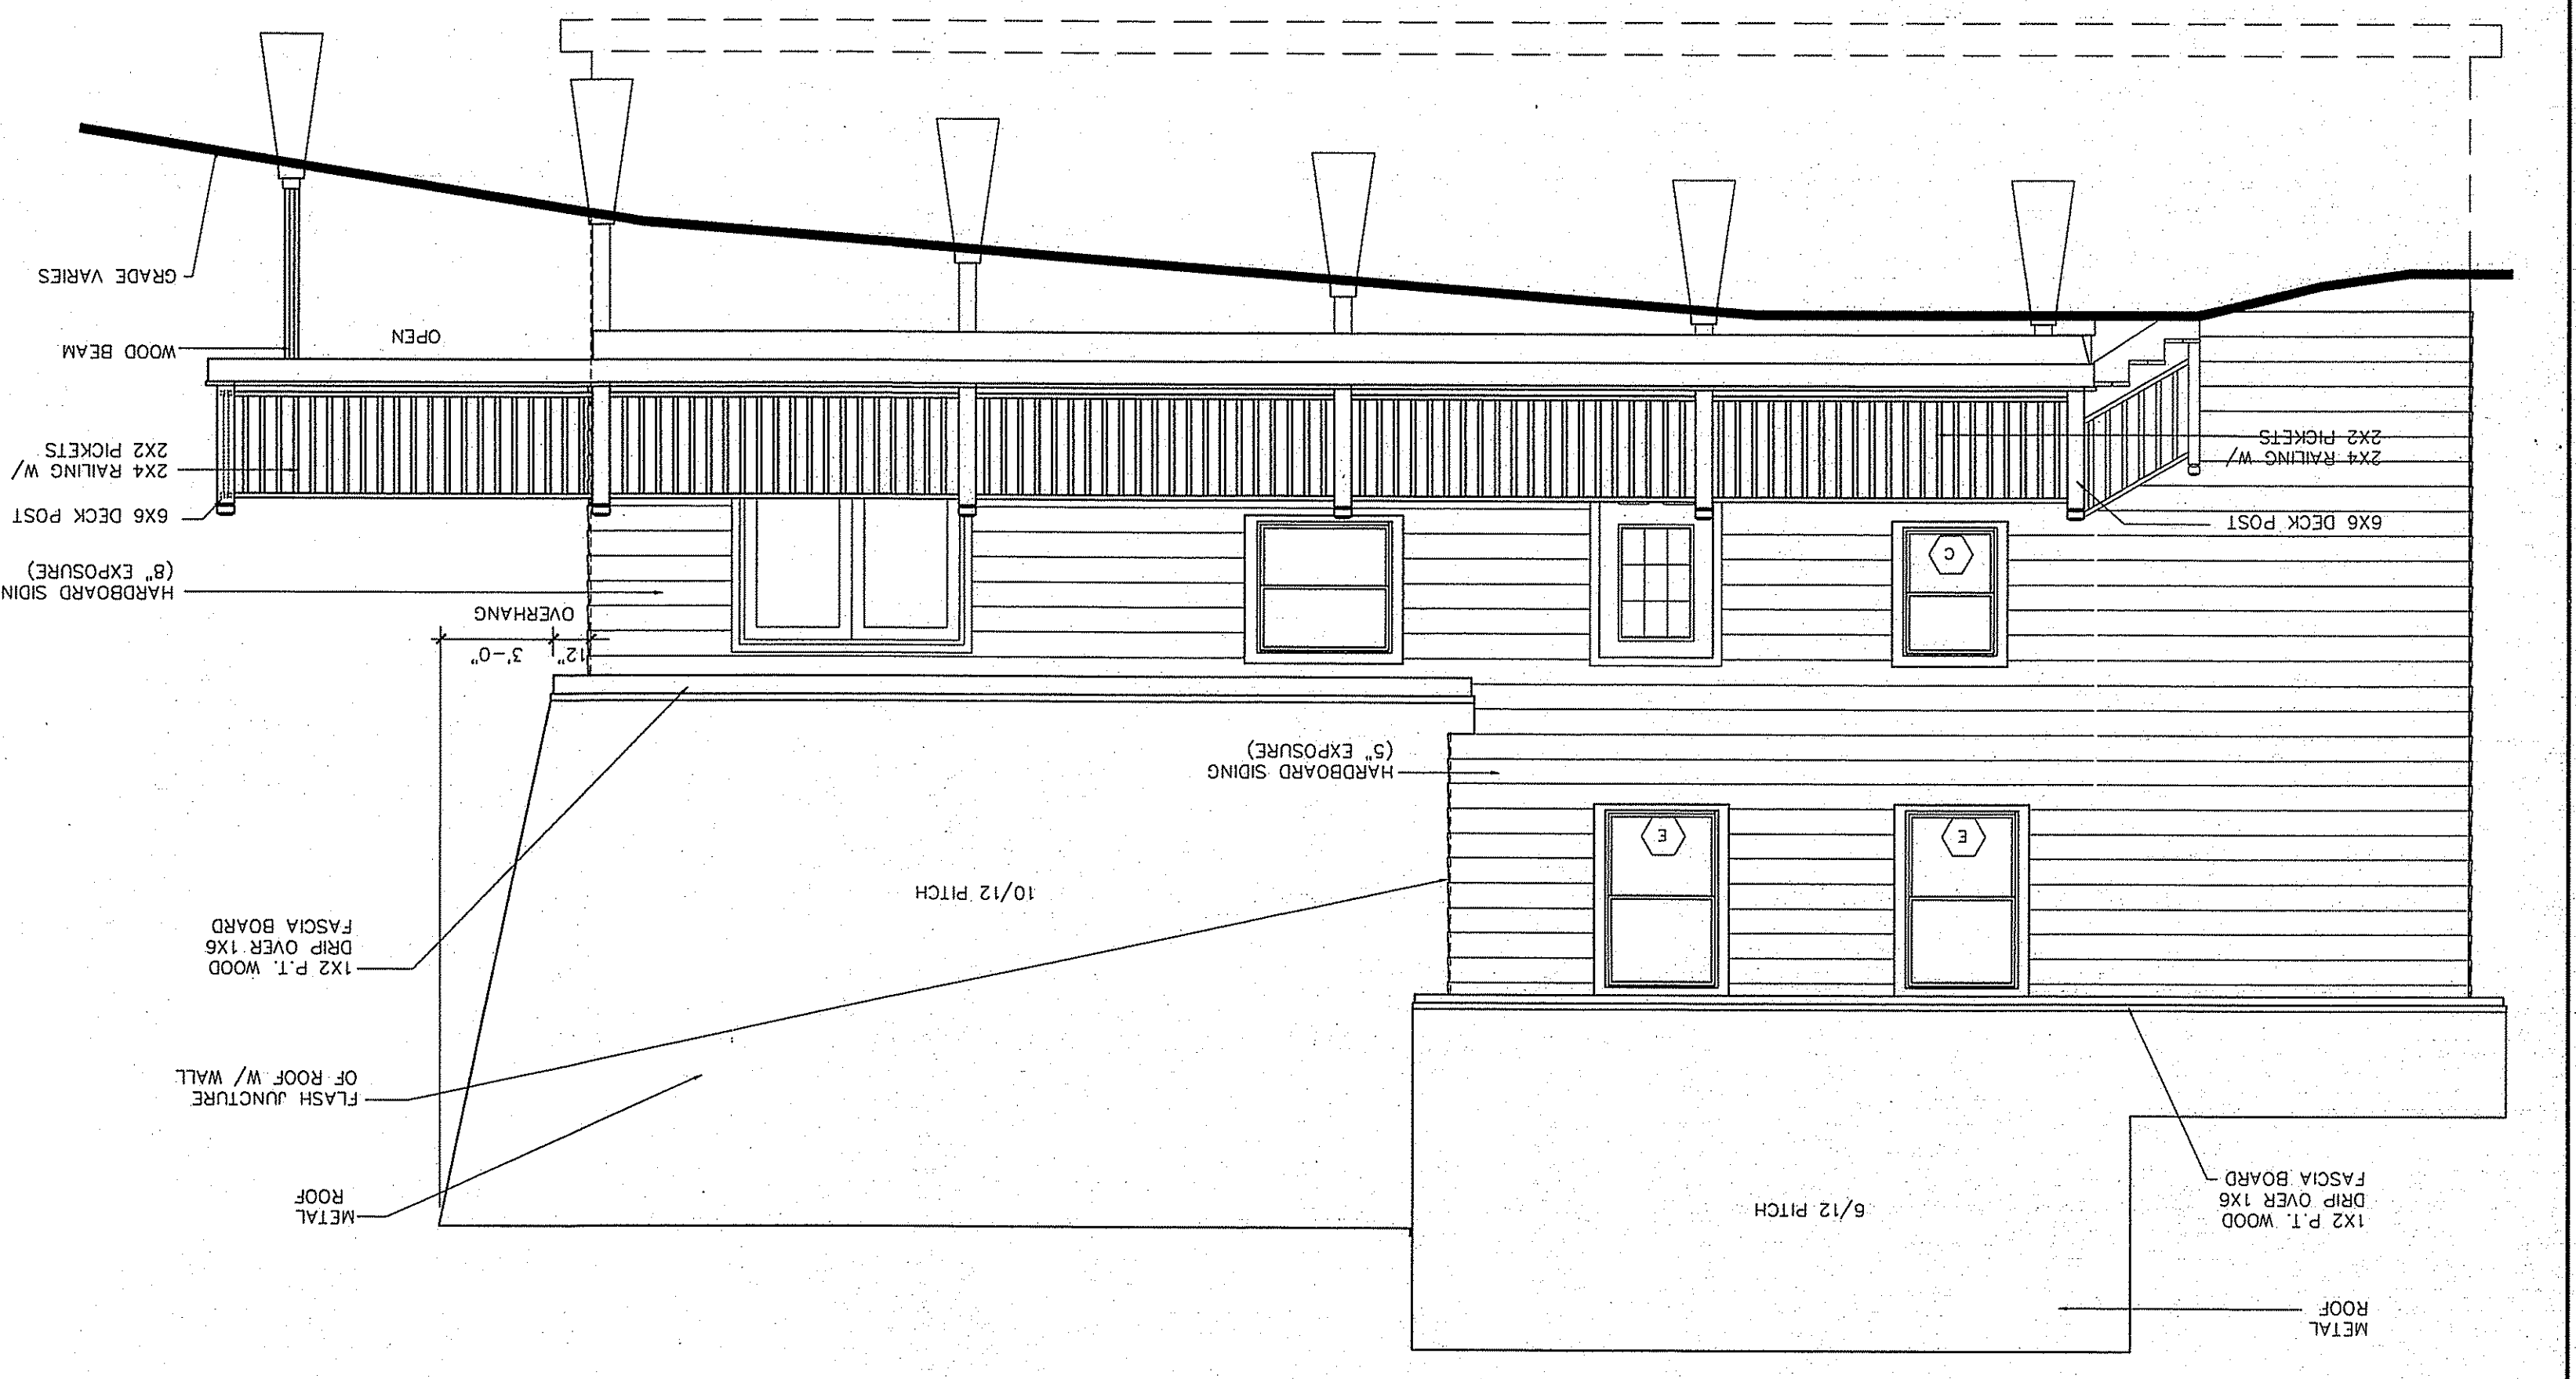 METAL
ROOF
1X2 P.T. WOOD
DRIP OVER 1X6
FASCIA BOARD
6/12 PITCH
METAL
ROOF
FLASH JUNCTURE
OF ROOF W/ WALL
1X2 P.T. WOOD
DRIP OVER 1X6
FASCIA BOARD
10/12 PITCH
E
E
HARDBOARD SIDING
(5" EXPOSURE)
12"
3'-0"
OVERHANG
HARDBOARD SIDIN
(8" EXPOSURE)
C
6X6 DECK POST
6X6 DECK POST
2X4 RAILING W/
2X2 PICKETS
2X4 RAILING W/
2X2 PICKETS
WOOD BEAM
OPEN
GRADE VARIES